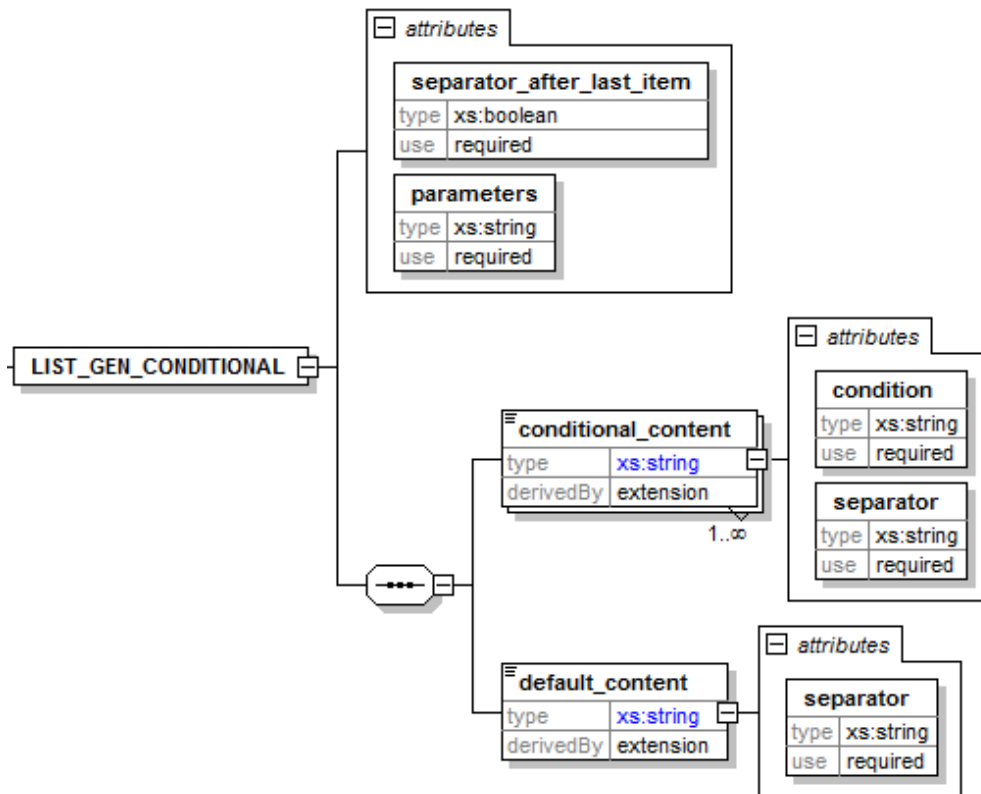 attributes
separator_after_last_item
type xs:boolean
use required
parameters
type xs:string
use required
LIST_GEN_CONDITIONAL
attributes
condition
type xs:string
use required
separator
type xs:string
use required
conditional_content
type xs:string
derivedBy extension
1..∞
attributes
separator
type xs:string
use required
default_content
type xs:string
derivedBy extension